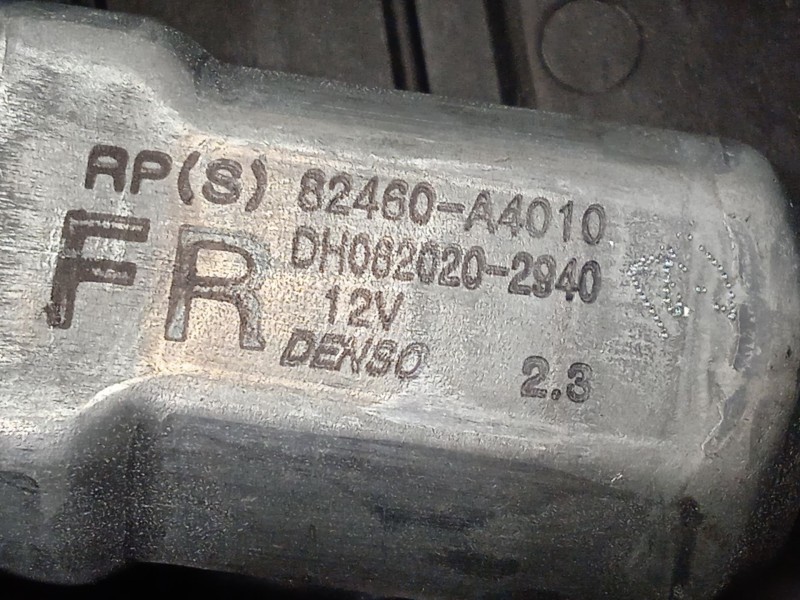 RP(S) 82460-A4010
FR DH062020-2940
12V
DENSO 2.3